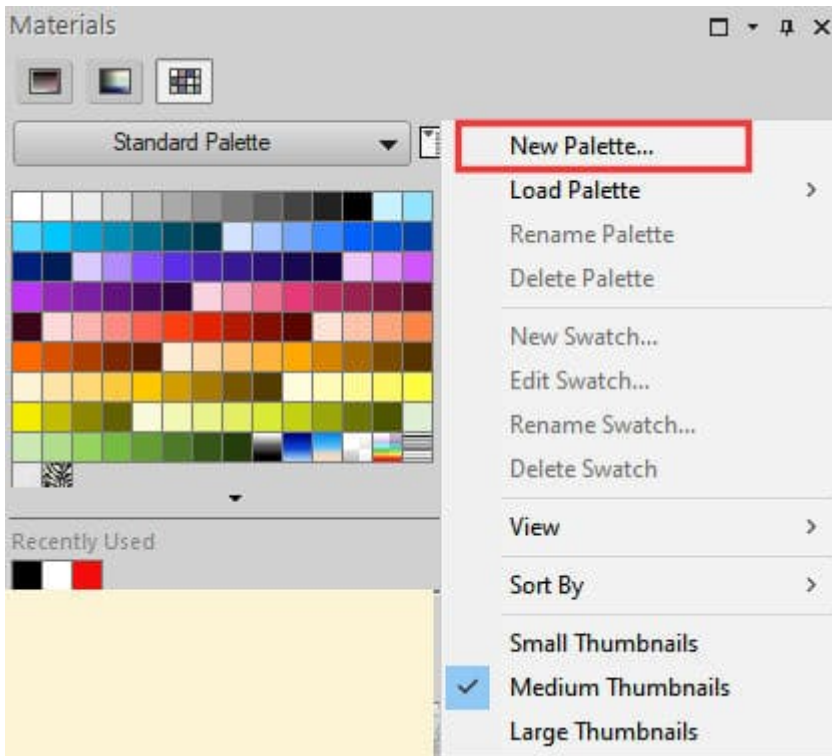 Materials
Standard Palette
New Palette...
Load Palette
Rename Palette
Delete Palette
New Swatch...
Edit Swatch...
Rename Swatch...
Delete Swatch
View
Sort By
Small Thumbnails
Medium Thumbnails
Large Thumbnails
Recently Used